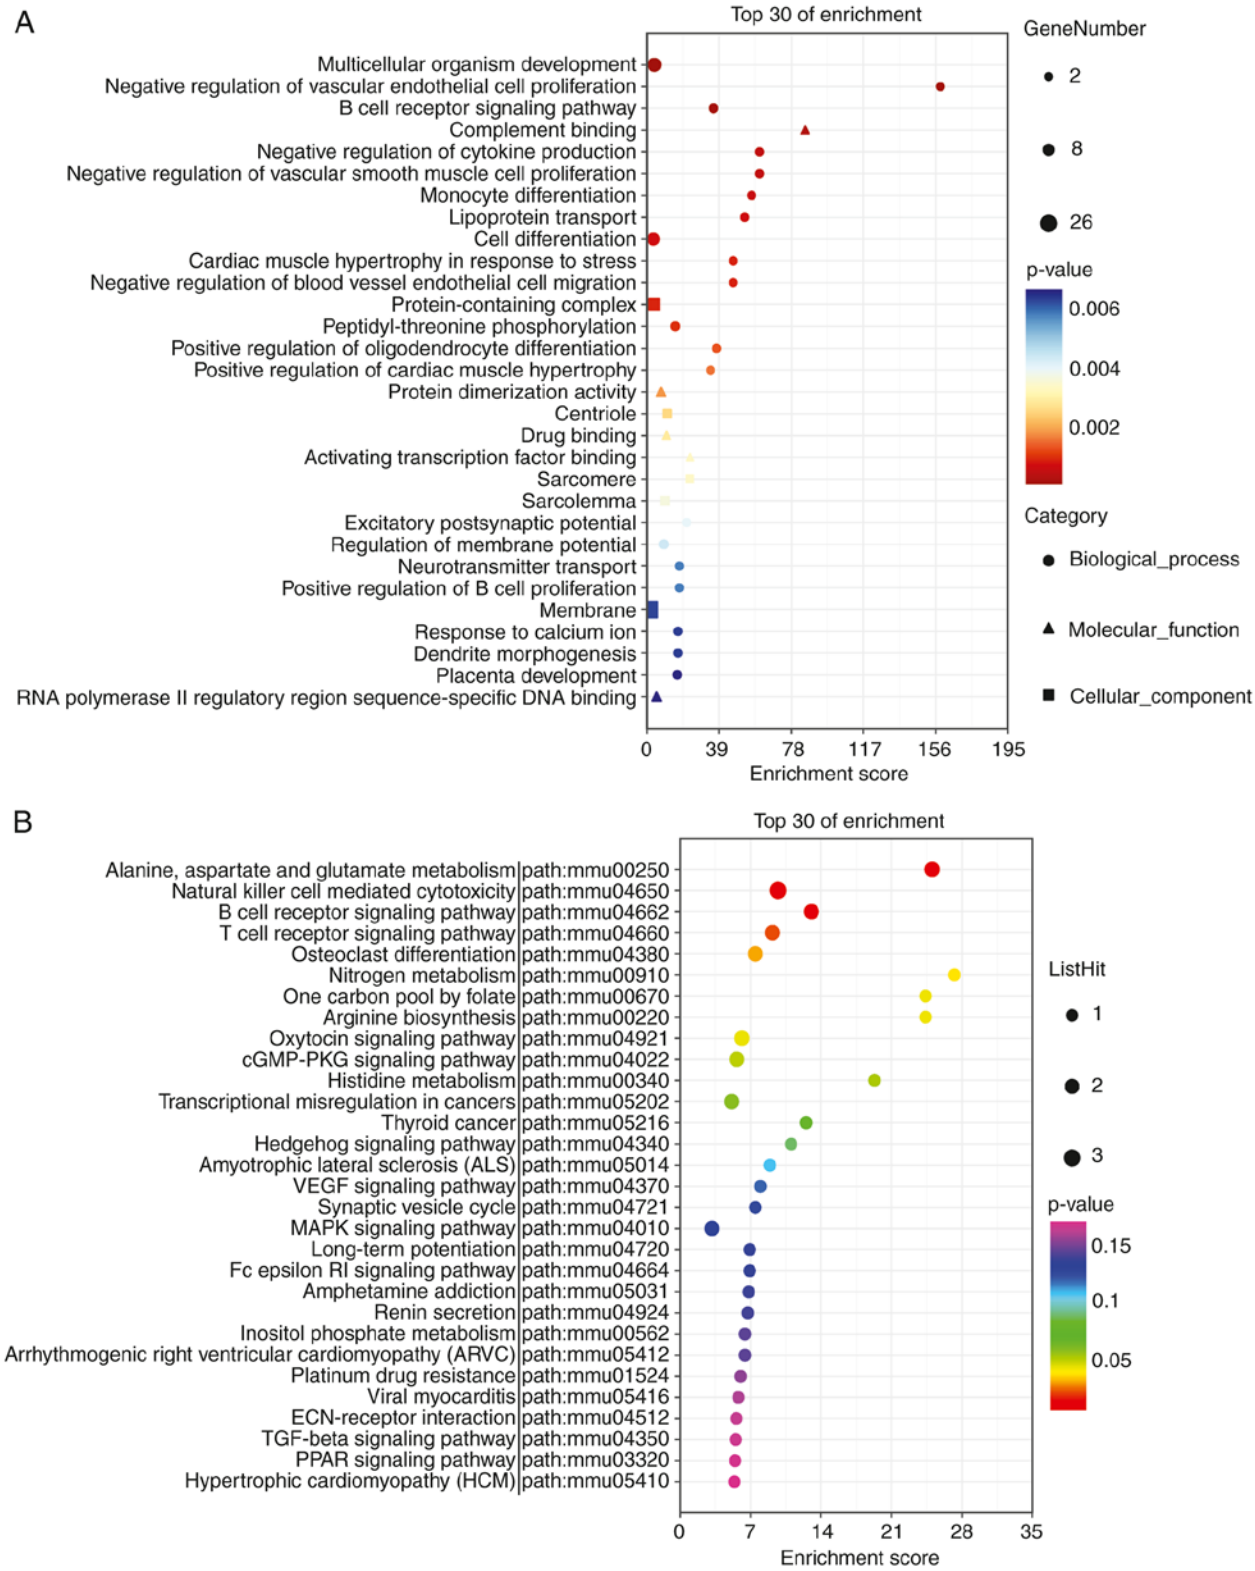 A
Top 30 of enrichment
Multicellular organism development
Negative regulation of vascular endothelial cell proliferation
B cell receptor signaling pathway
Complement binding
Negative regulation of cytokine production
Negative regulation of vascular smooth muscle cell proliferation
Monocyte differentiation
Lipoprotein transport
Cell differentiation
Cardiac muscle hypertrophy in response to stress
Negative regulation of blood vessel endothelial cell migration
Protein-containing complex
Peptidyl-threonine phosphorylation
Positive regulation of oligodendrocyte differentiation
Positive regulation of cardiac muscle hypertrophy
Protein dimerization activity
Centriole
Drug binding
Activating transcription factor binding
Sarcomere
Sarcolemma
Excitatory postsynaptic potential
Regulation of membrane potential
Neurotransmitter transport
Positive regulation of B cell proliferation
Membrane
Response to calcium ion
Dendrite morphogenesis
Placenta development
RNA polymerase II regulatory region sequence-specific DNA binding
0 39 78 117 156 195
Enrichment score
GeneNumber
2
8
26
p-value
0.006
0.004
0.002
Category
Biological_process
Molecular_function
Cellular_component
B
Top 30 of enrichment
Alanine, aspartate and glutamate metabolism|path:mmu00250
Natural killer cell mediated cytotoxicity|path:mmu04650
B cell receptor signaling pathway|path:mmu04662
T cell receptor signaling pathway|path:mmu04660
Osteoclast differentiation|path:mmu04380
Nitrogen metabolism|path:mmu00910
One carbon pool by folate|path:mmu00670
Arginine biosynthesis|path:mmu00220
Oxytocin signaling pathway|path:mmu04921
cGMP-PKG signaling pathway|path:mmu04022
Histidine metabolism|path:mmu00340
Transcriptional misregulation in cancers|path:mmu05202
Thyroid cancer|path:mmu05216
Hedgehog signaling pathway|path:mmu04340
Amyotrophic lateral sclerosis (ALS)|path:mmu05014
VEGF signaling pathway|path:mmu04370
Synaptic vesicle cycle|path:mmu04721
MAPK signaling pathway|path:mmu04010
Long-term potentiation|path:mmu04720
Fc epsilon RI signaling pathway|path:mmu04664
Amphetamine addiction|path:mmu05031
Renin secretion|path:mmu04924
Inositol phosphate metabolism|path:mmu00562
Arrhythmogenic right ventricular cardiomyopathy (ARVC)|path:mmu05412
Platinum drug resistance|path:mmu01524
Viral myocarditis|path:mmu05416
ECN-receptor interaction|path:mmu04512
TGF-beta signaling pathway|path:mmu04350
PPAR signaling pathway|path:mmu03320
Hypertrophic cardiomyopathy (HCM)|path:mmu05410
0 7 14 21 28 35
Enrichment score
ListHit
1
2
3
p-value
0.15
0.1
0.05